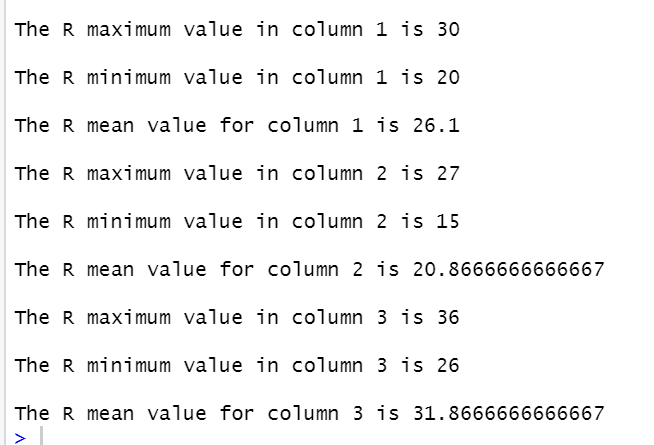 The R maximum value in column 1 is 30
The R minimum value in column 1 is 20
The R mean value for column 1 is 26.1
The R maximum value in column 2 is 27
The R minimum value in column 2 is 15
The R mean value for column 2 is 20.8666666666667
The R maximum value in column 3 is 36
The R minimum value in column 3 is 26
The R mean value for column 3 is 31.8666666666667
>